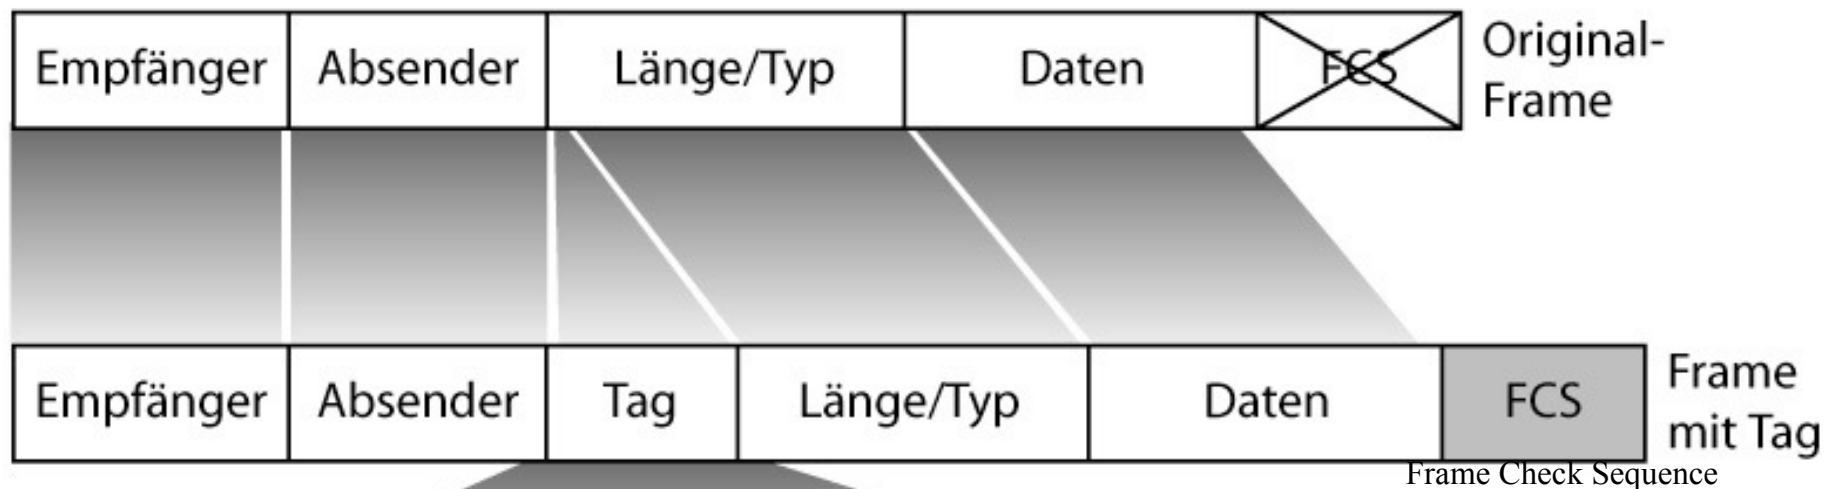 Empfänger Absender Länge/Typ Daten FCS Original-
Frame
Empfänger Absender Tag Länge/Typ Daten FCS Frame
mit Tag
Frame Check Sequence